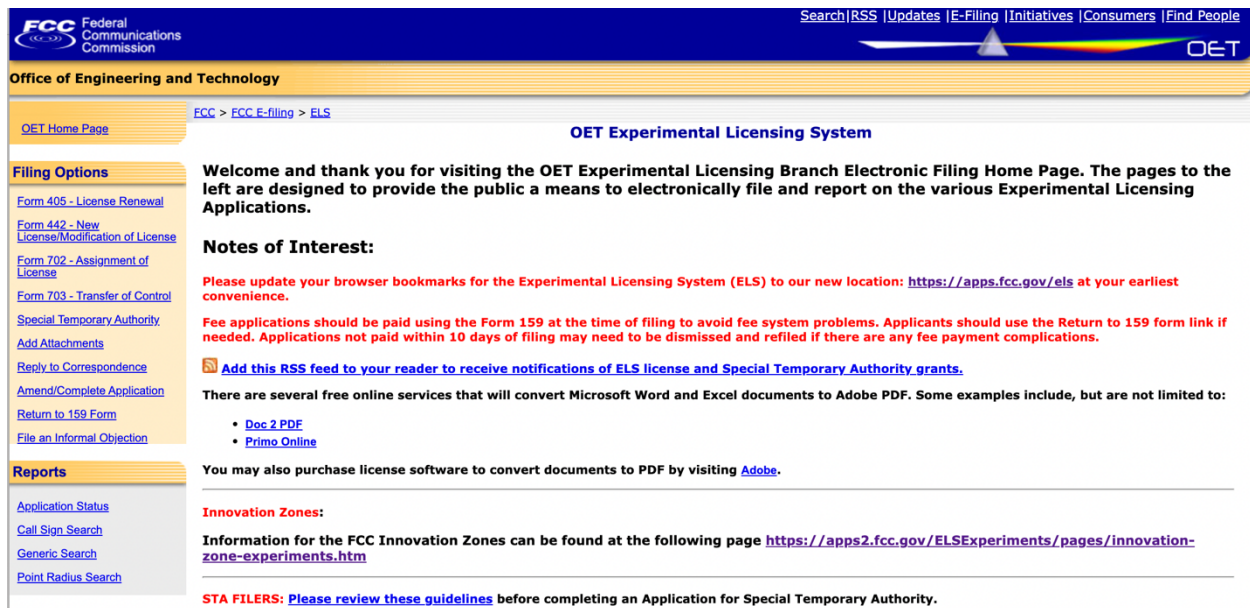 FCC Federal
Communications
Commission
Search|RSS |Updates |E-Filing |Initiatives |Consumers |Find People
OET
Office of Engineering and Technology
FCC > FCC E-filing > ELS
OET Home Page
OET Experimental Licensing System
Filing Options
Form 405 - License Renewal
Form 442 - New
License/Modification of License
Form 702 - Assignment of
License
Form 703 - Transfer of Control
Special Temporary Authority
Add Attachments
Reply to Correspondence
Amend/Complete Application
Return to 159 Form
File an Informal Objection
Reports
Application Status
Call Sign Search
Generic Search
Point Radius Search
Welcome and thank you for visiting the OET Experimental Licensing Branch Electronic Filing Home Page. The pages to the
left are designed to provide the public a means to electronically file and report on the various Experimental Licensing
Applications.
Notes of Interest:
Please update your browser bookmarks for the Experimental Licensing System (ELS) to our new location: https://apps.fcc.gov/els at your earliest
convenience.
Fee applications should be paid using the Form 159 at the time of filing to avoid fee system problems. Applicants should use the Return to 159 form link if
needed. Applications not paid within 10 days of filing may need to be dismissed and refiled if there are any fee payment complications.
Add this RSS feed to your reader to receive notifications of ELS license and Special Temporary Authority grants.
There are several free online services that will convert Microsoft Word and Excel documents to Adobe PDF. Some examples include, but are not limited to:
• Doc 2 PDF
• Primo Online
You may also purchase license software to convert documents to PDF by visiting Adobe.
Innovation Zones:
Information for the FCC Innovation Zones can be found at the following page https://apps2.fcc.gov/ELSExperiments/pages/innovation-
zone-experiments.htm
STA FILERS: Please review these guidelines before completing an Application for Special Temporary Authority.